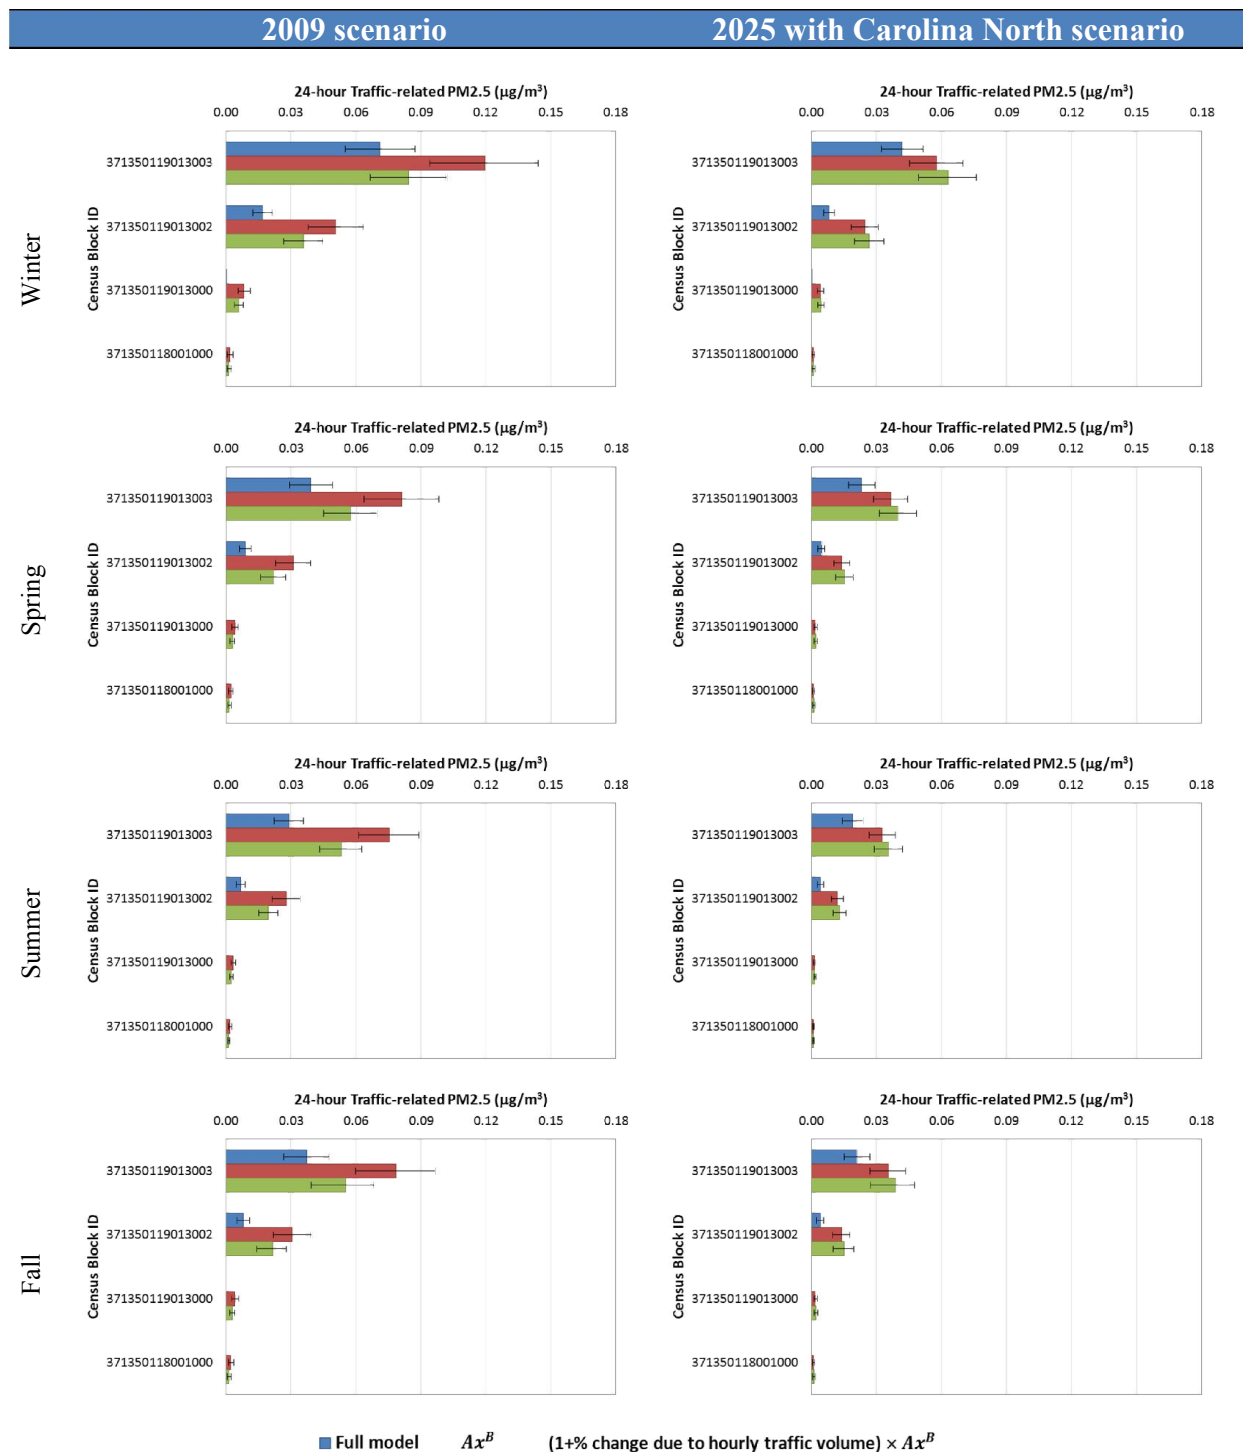 2009 scenario 2025 with Carolina North scenario
Winter
24-hour Traffic-related PM2.5 (µg/m³)
0.00 0.03 0.06 0.09 0.12 0.15 0.18
Census Block ID
371350119013003
371350119013002
371350119013000
371350118001000
24-hour Traffic-related PM2.5 (µg/m³)
0.00 0.03 0.06 0.09 0.12 0.15 0.18
Census Block ID
371350119013003
371350119013002
371350119013000
371350118001000
Spring
24-hour Traffic-related PM2.5 (µg/m³)
0.00 0.03 0.06 0.09 0.12 0.15 0.18
Census Block ID
371350119013003
371350119013002
371350119013000
371350118001000
24-hour Traffic-related PM2.5 (µg/m³)
0.00 0.03 0.06 0.09 0.12 0.15 0.18
Census Block ID
371350119013003
371350119013002
371350119013000
371350118001000
Summer
24-hour Traffic-related PM2.5 (µg/m³)
0.00 0.03 0.06 0.09 0.12 0.15 0.18
Census Block ID
371350119013003
371350119013002
371350119013000
371350118001000
24-hour Traffic-related PM2.5 (µg/m³)
0.00 0.03 0.06 0.09 0.12 0.15 0.18
Census Block ID
371350119013003
371350119013002
371350119013000
371350118001000
Fall
24-hour Traffic-related PM2.5 (µg/m³)
0.00 0.03 0.06 0.09 0.12 0.15 0.18
Census Block ID
371350119013003
371350119013002
371350119013000
371350118001000
24-hour Traffic-related PM2.5 (µg/m³)
0.00 0.03 0.06 0.09 0.12 0.15 0.18
Census Block ID
371350119013003
371350119013002
371350119013000
371350118001000
Full model Ax^B (1+% change due to hourly traffic volume) × Ax^B